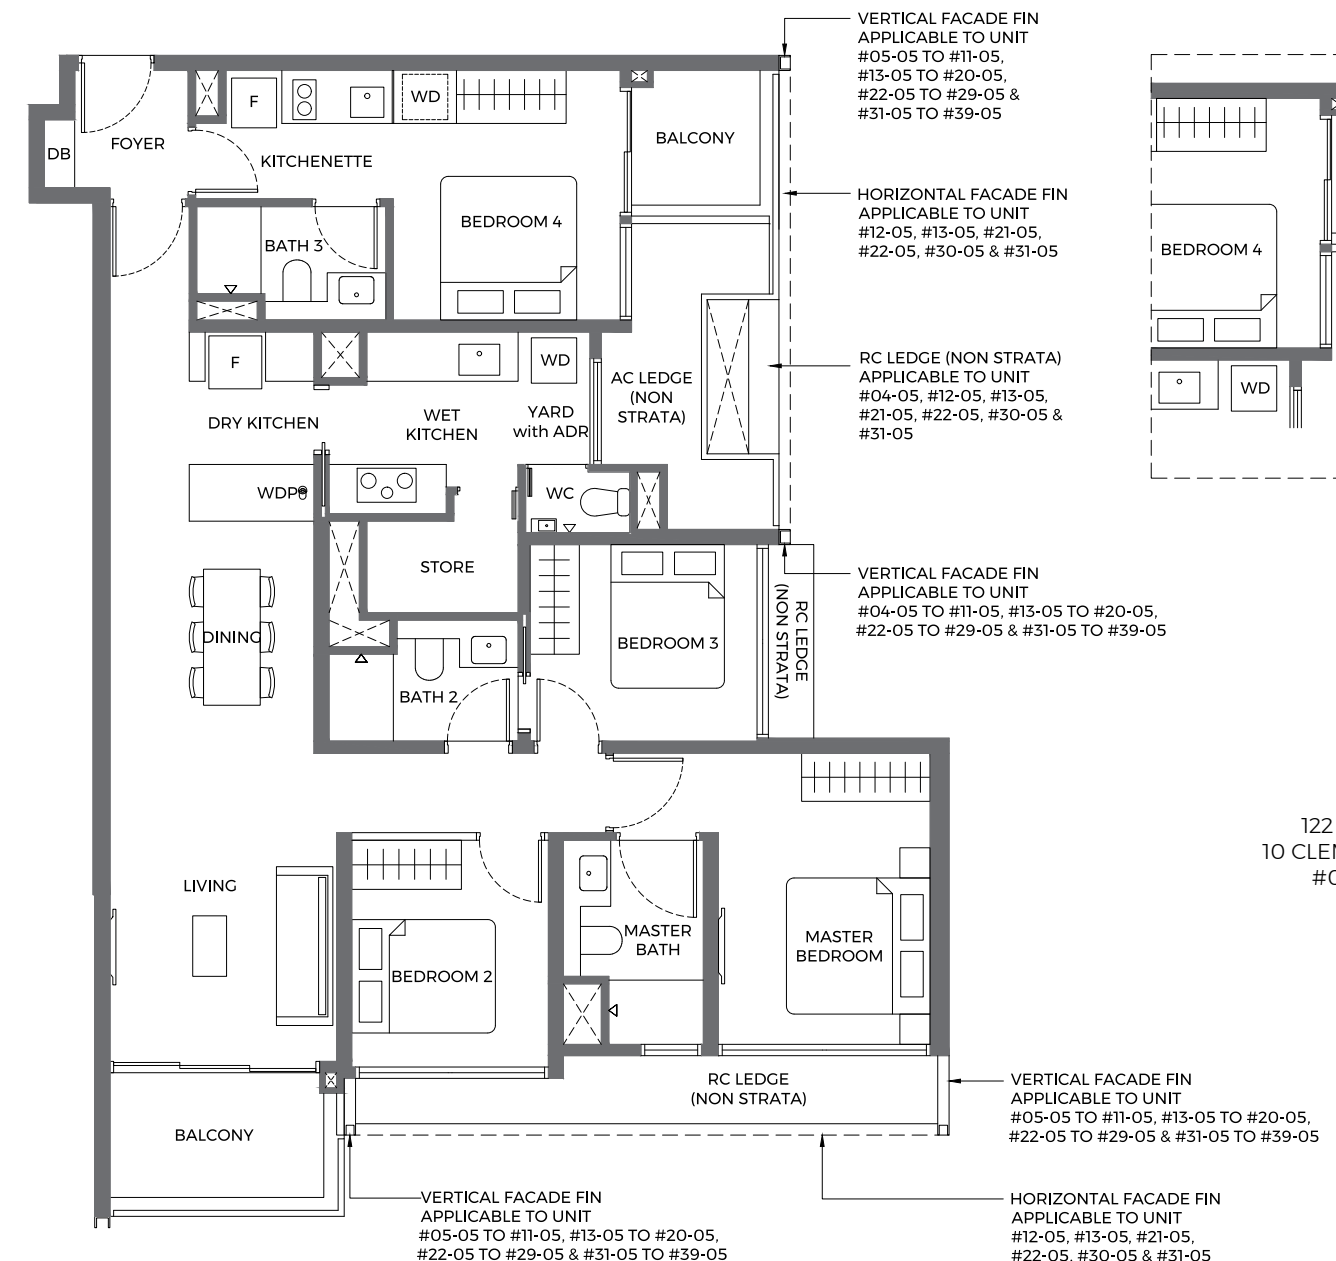 VERTICAL FACADE FIN
APPLICABLE TO UNIT
#05-05 TO #11-05,
#13-05 TO #20-05,
#22-05 TO #29-05 &
#31-05 TO #39-05
F
WD
FOYER
DB
KITCHENETTE
BALCONY
BEDROOM 4
BATH 3
HORIZONTAL FACADE FIN
APPLICABLE TO UNIT
#12-05, #13-05, #21-05,
#22-05, #30-05 & #31-05
BEDROOM 4
WD
F
WD
DRY KITCHEN
WET
KITCHEN
YARD
with ADR
AC LEDGE
(NON
STRATA)
RC LEDGE (NON STRATA)
APPLICABLE TO UNIT
#04-05, #12-05, #13-05,
#21-05, #22-05, #30-05 &
#31-05
WDP
WC
STORE
DINING
BATH 2
BEDROOM 3
RC LEDGE
(NON STRATA)
VERTICAL FACADE FIN
APPLICABLE TO UNIT
#04-05 TO #11-05, #13-05 TO #20-05,
#22-05 TO #29-05 & #31-05 TO #39-05
122
10 CLE
LIVING
BEDROOM 2
MASTER
BATH
MASTER
BEDROOM
RC LEDGE
(NON STRATA)
BALCONY
VERTICAL FACADE FIN
APPLICABLE TO UNIT
#05-05 TO #11-05, #13-05 TO #20-05,
#22-05 TO #29-05 & #31-05 TO #39-05
VERTICAL FACADE FIN
APPLICABLE TO UNIT
#05-05 TO #11-05, #13-05 TO #20-05,
#22-05 TO #29-05 & #31-05 TO #39-05
HORIZONTAL FACADE FIN
APPLICABLE TO UNIT
#12-05, #13-05, #21-05,
#22-05, #30-05 & #31-05